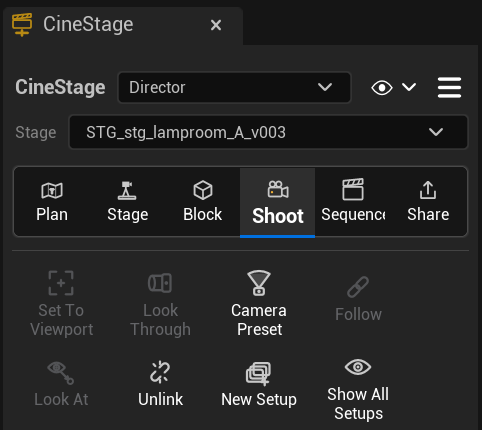 CineStage
CineStage Director
Stage STG_stg_lamproom_A_v003
Plan Stage Block Shoot Sequence Share
Set To Look Camera Follow
Viewport Through Preset
Look At Unlink New Setup Show All
Setups